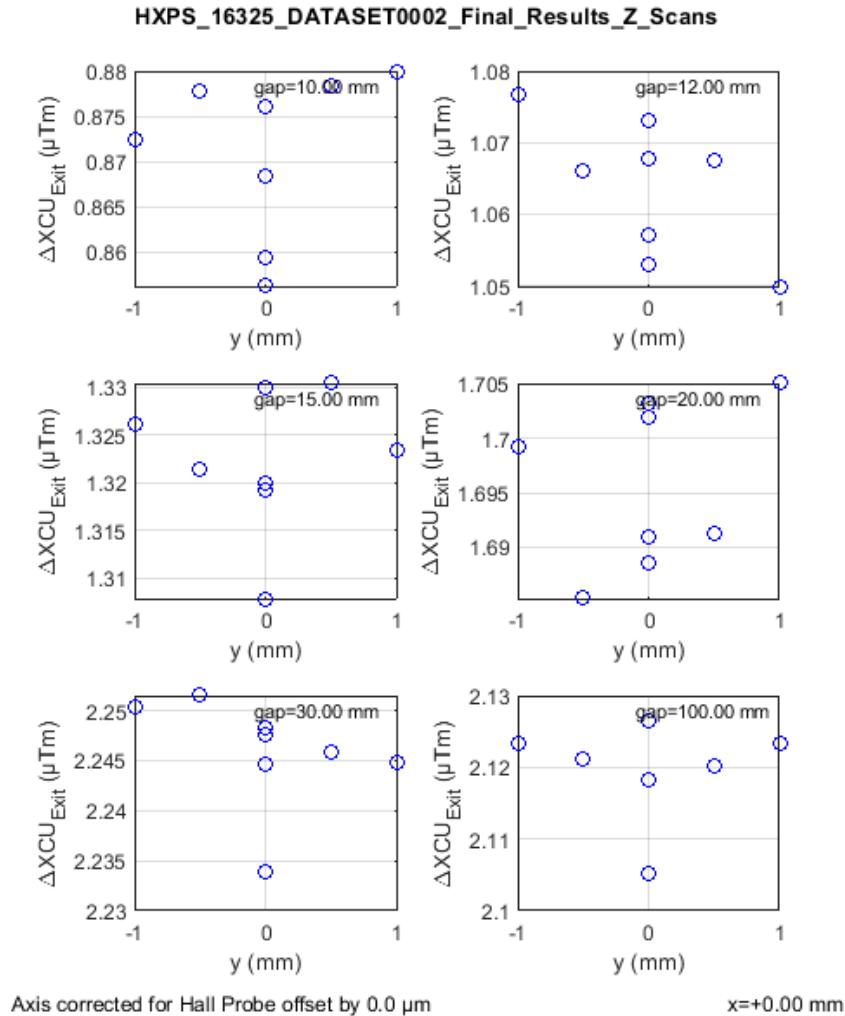 HXPS_16325_DATASET0002_Final_Results_Z_Scans
gap=10.00 mm
0.88
0.875
0.87
0.865
0.86
ΔXCU_Exit (µTm)
-1 0 1
y (mm)
gap=12.00 mm
1.08
1.07
1.06
1.05
ΔXCU_Exit (µTm)
-1 0 1
y (mm)
gap=15.00 mm
1.33
1.325
1.32
1.315
1.31
ΔXCU_Exit (µTm)
-1 0 1
y (mm)
gap=20.00 mm
1.705
1.7
1.695
1.69
ΔXCU_Exit (µTm)
-1 0 1
y (mm)
gap=30.00 mm
2.25
2.245
2.24
2.235
2.23
ΔXCU_Exit (µTm)
-1 0 1
y (mm)
gap=100.00 mm
2.13
2.12
2.11
2.1
ΔXCU_Exit (µTm)
-1 0 1
y (mm)
Axis corrected for Hall Probe offset by 0.0 µm
x=+0.00 mm